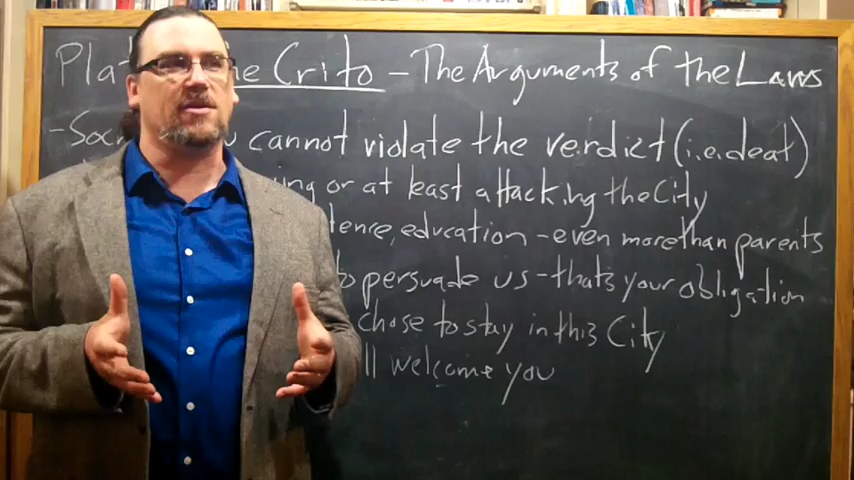 Plat he Crito - The Arguments of the Laws
- Socr u cannot violate the verdict (i.e. deat)
ing or at least attacking the City
tence, education - even more than parents
to persuade us - thats your obligation
chose to stay in this City
ll welcome you